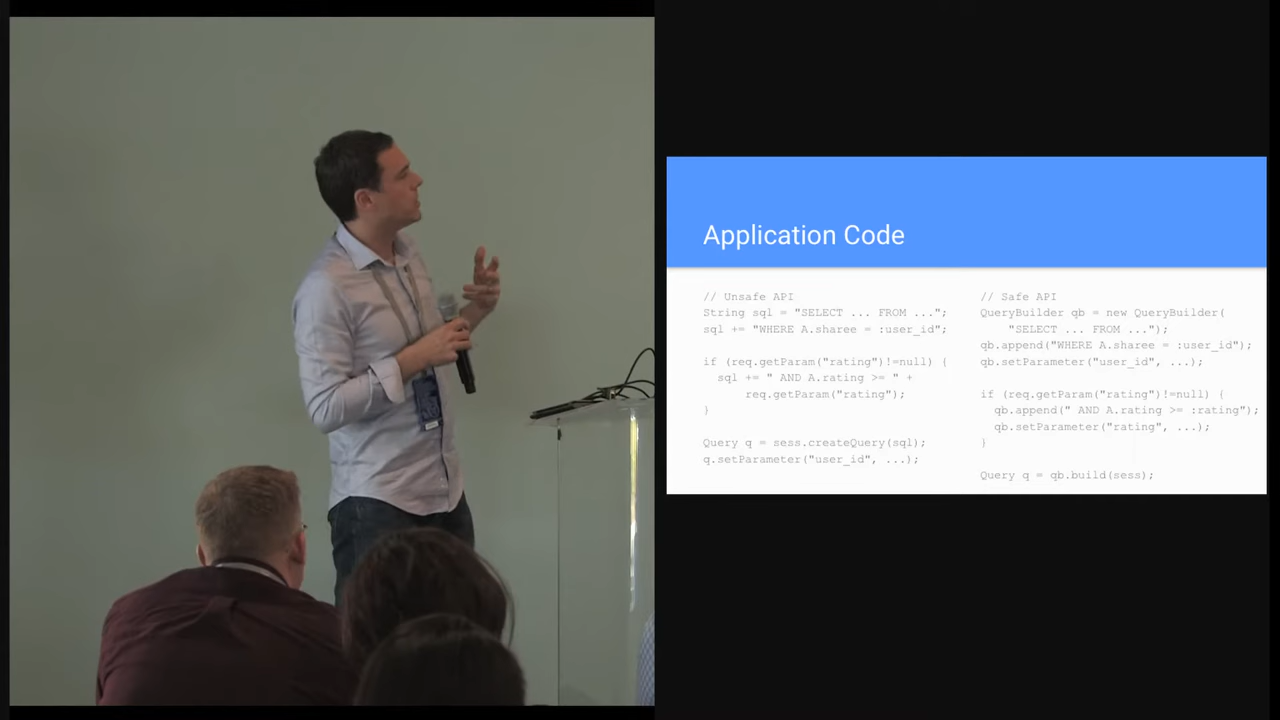 Application Code
// Unsafe API
String sql = "SELECT ... FROM ...";
sql += "WHERE A.sharee = :user_id";
if (req.getParam("rating")!=null) {
sql += " AND A.rating >= " +
req.getParam("rating");
}
Query q = sess.createQuery(sql);
q.setParameter("user_id", ...);
// Safe API
QueryBuilder qb = new QueryBuilder(
"SELECT ... FROM ...");
qb.append("WHERE A.sharee = :user_id");
qb.setParameter("user_id", ...);
if (req.getParam("rating")!=null) {
qb.append(" AND A.rating >= :rating");
qb.setParameter("rating", ...);
}
Query q = qb.build(sess);